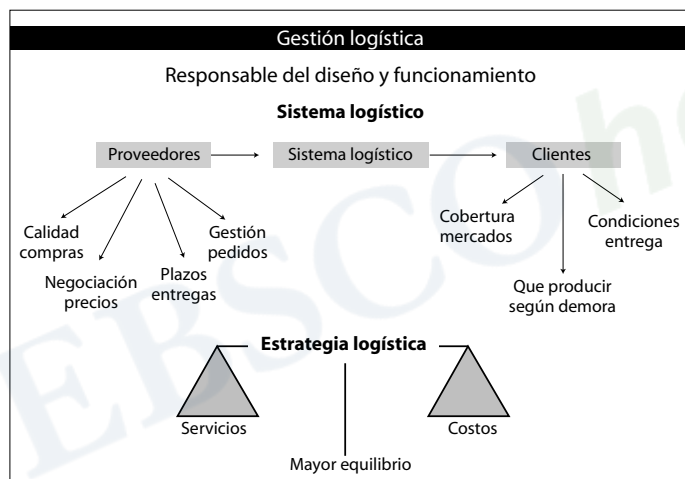 Gestión logística
Responsable del diseño y funcionamiento
Sistema logístico
Proveedores
Sistema logístico
Clientes
Calidad
compras
Negociación
precios
Plazos
entregas
Gestión
pedidos
Cobertura
mercados
Que producir
según demora
Condiciones
entrega
Estrategia logística
Servicios
Costos
Mayor equilibrio
EBSCOho